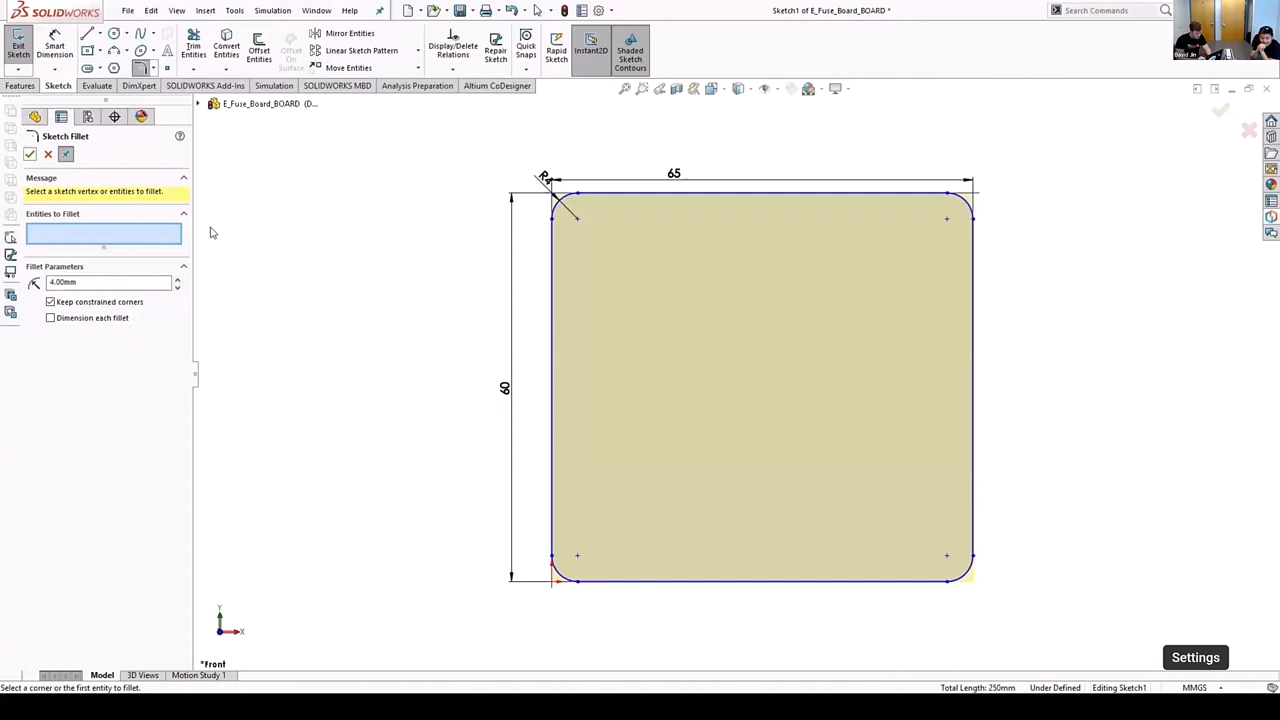 SOLIDWORKS
File Edit View Insert Tools Simulation Window Help
Sketch1 of E_Fuse_Board_BOARD *
Search Commands
Exit Sketch
Smart Dimension
Trim Entities
Convert Entities
Offset Entities
Offset On Surface
Mirror Entities
Linear Sketch Pattern
Move Entities
Display/Delete Relations
Repair Sketch
Quick Snaps
Rapid Sketch
Instant2D
Shaded Sketch Contours
David Jin
Features Sketch Evaluate DimXpert SOLIDWORKS Add-Ins Simulation SOLIDWORKS MBD Analysis Preparation Altium CoDesigner
E_Fuse_Board_BOARD (D...
Sketch Fillet
Message
Select a sketch vertex or entities to fillet.
Entities to Fillet
Fillet Parameters
4.00mm
Keep constrained corners
Dimension each fillet
R4
65
60
Y
X
*Front
Settings
Model 3D Views Motion Study 1
Select a corner or the first entity to fillet.
Total Length: 250mm Under Defined Editing Sketch1 MMGS